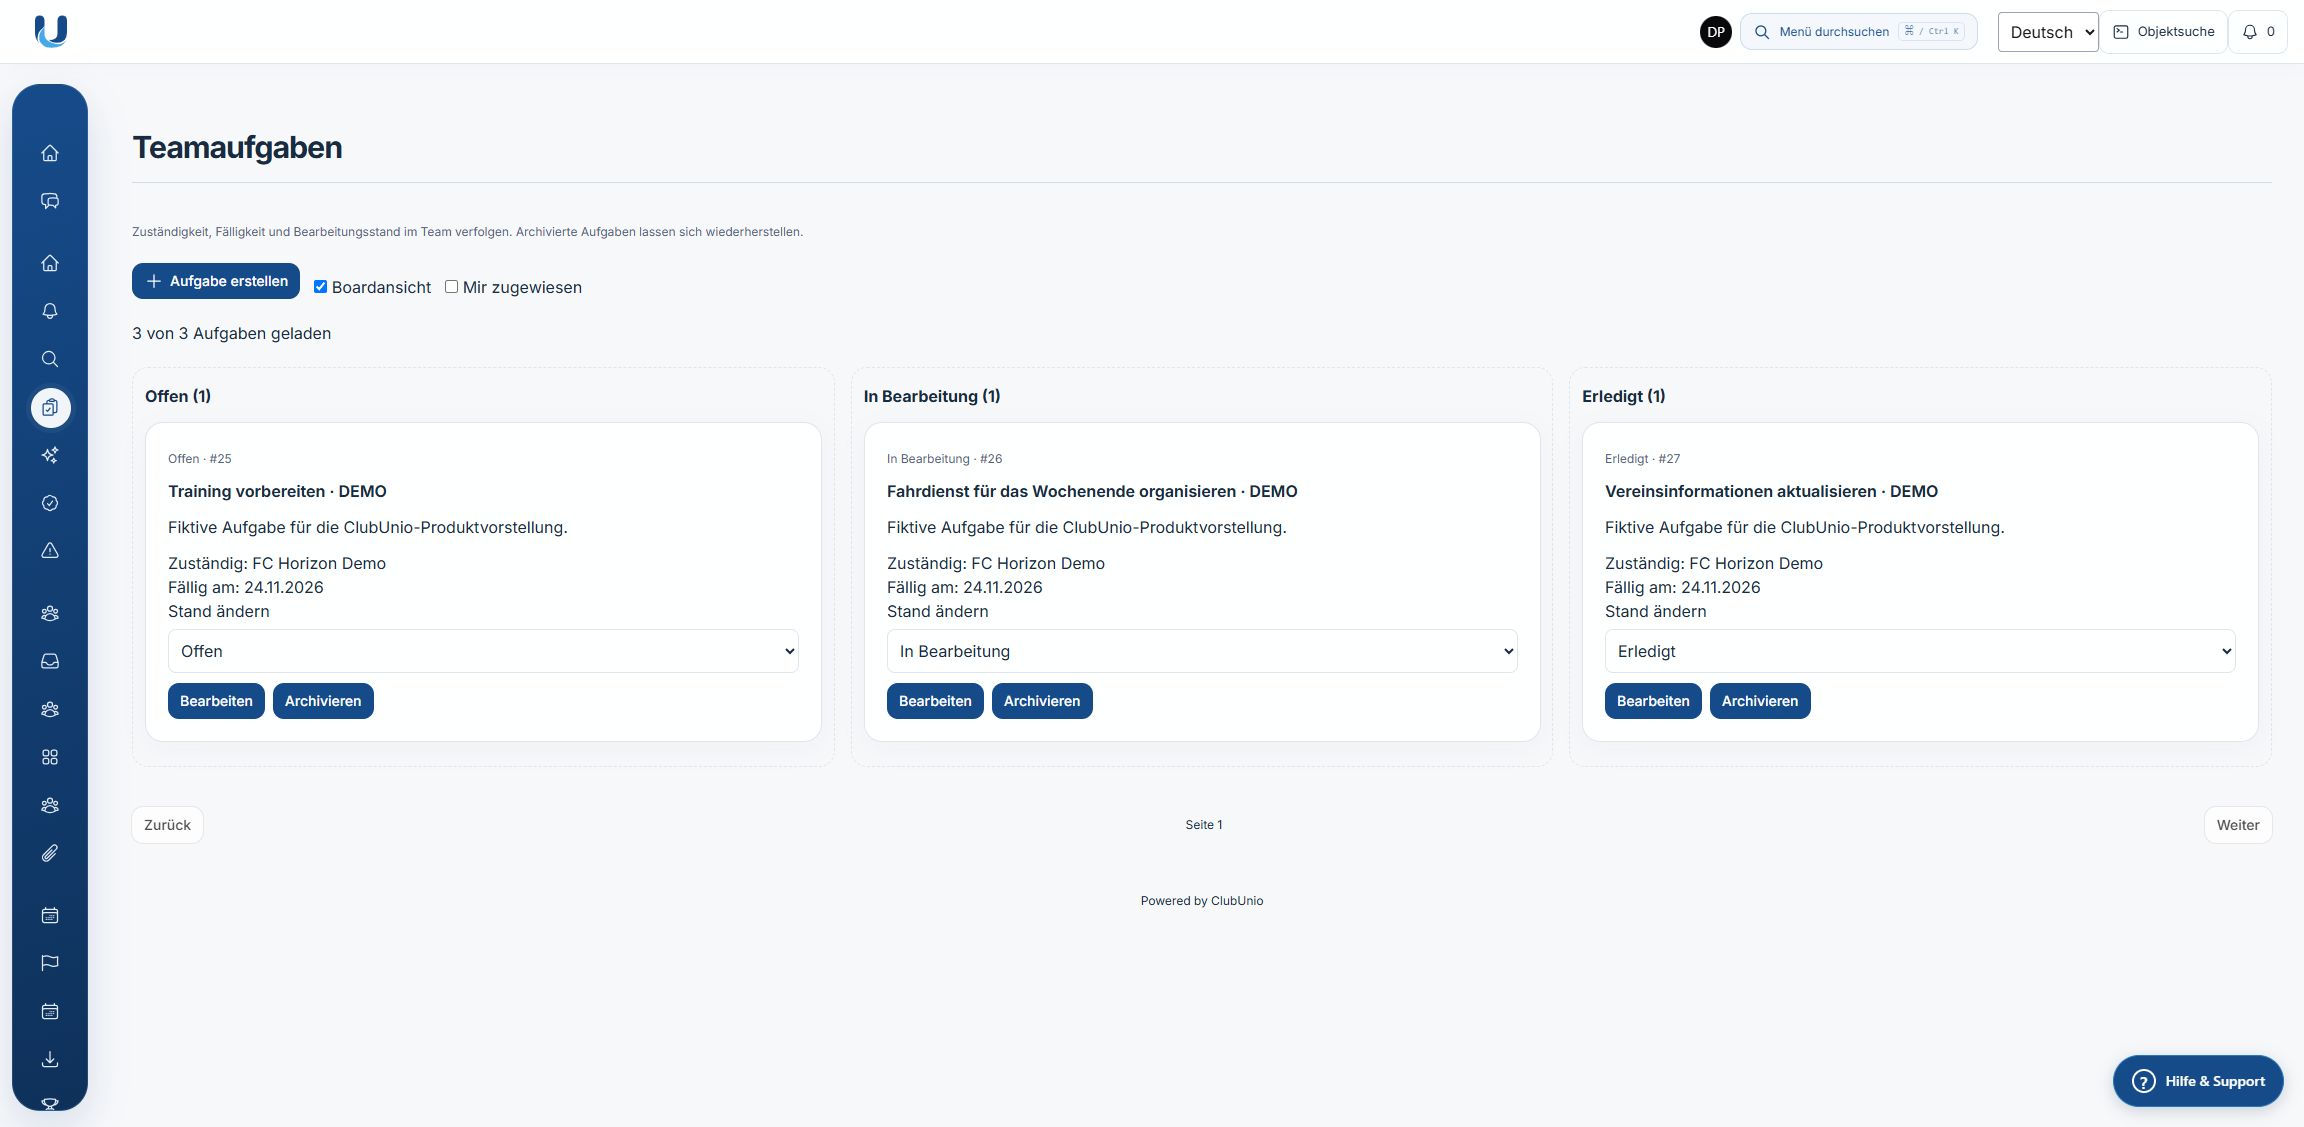 DP
Menü durchsuchen
⌘ / Ctrl K
Deutsch
Objektsuche
0
Teamaufgaben
Zuständigkeit, Fälligkeit und Bearbeitungsstand im Team verfolgen. Archivierte Aufgaben lassen sich wiederherstellen.
Aufgabe erstellen
Boardansicht
Mir zugewiesen
3 von 3 Aufgaben geladen
Offen (1)
Offen · #25
Training vorbereiten · DEMO
Fiktive Aufgabe für die ClubUnio-Produktvorstellung.
Zuständig: FC Horizon Demo
Fällig am: 24.11.2026
Stand ändern
Offen
Bearbeiten
Archivieren
In Bearbeitung (1)
In Bearbeitung · #26
Fahrdienst für das Wochenende organisieren · DEMO
Fiktive Aufgabe für die ClubUnio-Produktvorstellung.
Zuständig: FC Horizon Demo
Fällig am: 24.11.2026
Stand ändern
In Bearbeitung
Bearbeiten
Archivieren
Erledigt (1)
Erledigt · #27
Vereinsinformationen aktualisieren · DEMO
Fiktive Aufgabe für die ClubUnio-Produktvorstellung.
Zuständig: FC Horizon Demo
Fällig am: 24.11.2026
Stand ändern
Erledigt
Bearbeiten
Archivieren
Zurück
Seite 1
Weiter
Powered by ClubUnio
Hilfe & Support